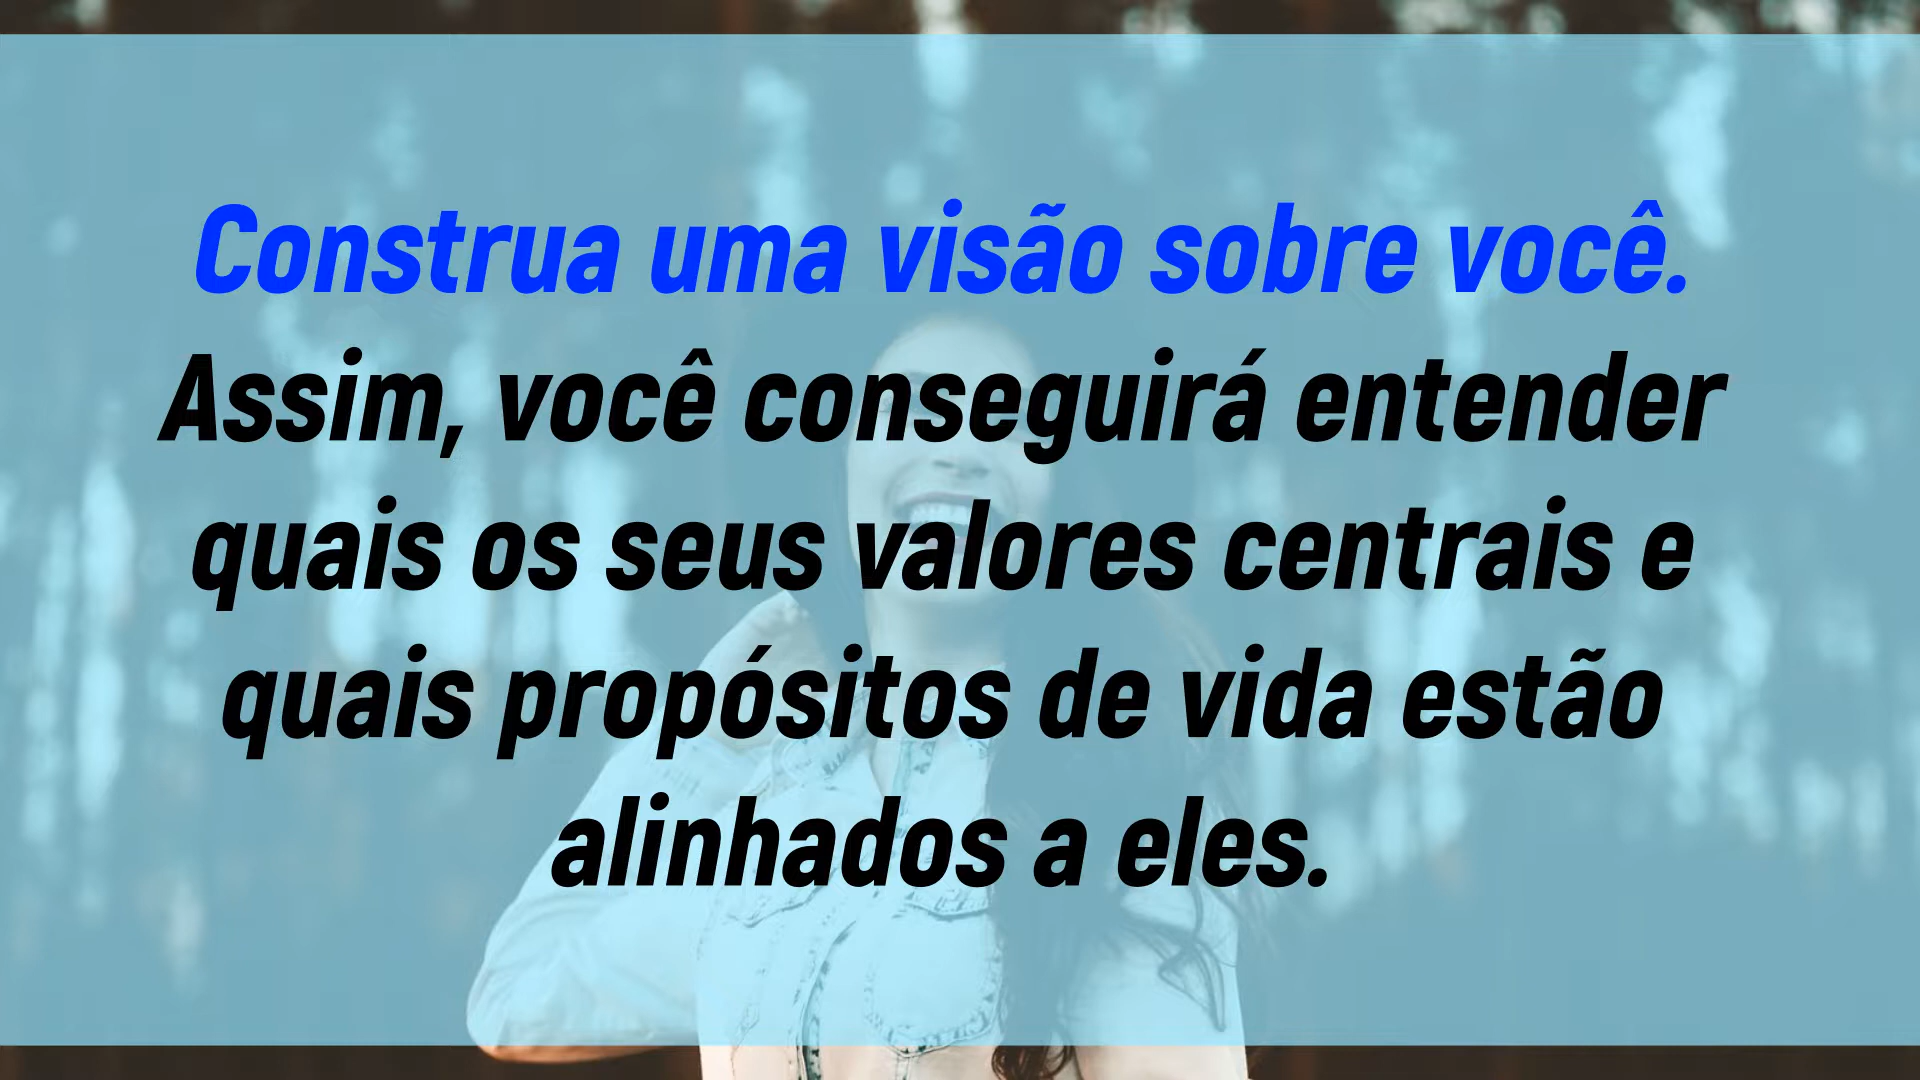 Construa uma visão sobre você.
Assim, você conseguirá entender
quais os seus valores centrais e
quais propósitos de vida estão
alinhados a eles.